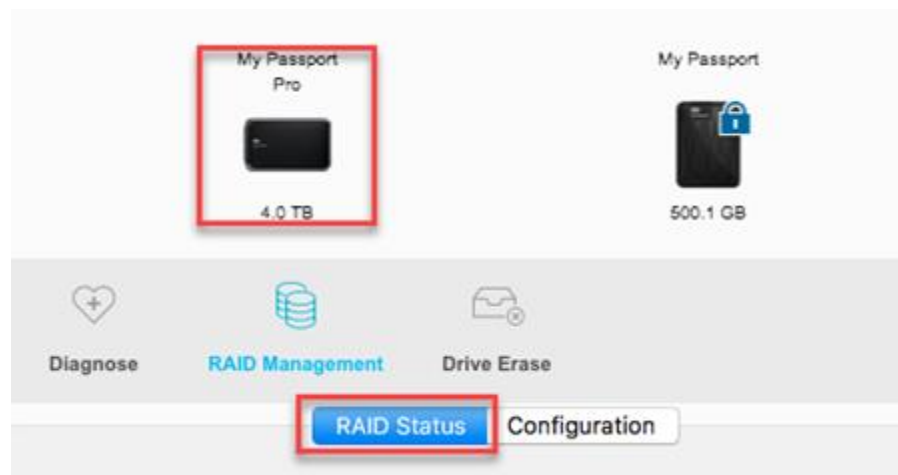 My Passport
Pro
4.0 TB
My Passport
500.1 GB
Diagnose
RAID Management
Drive Erase
RAID Status
Configuration